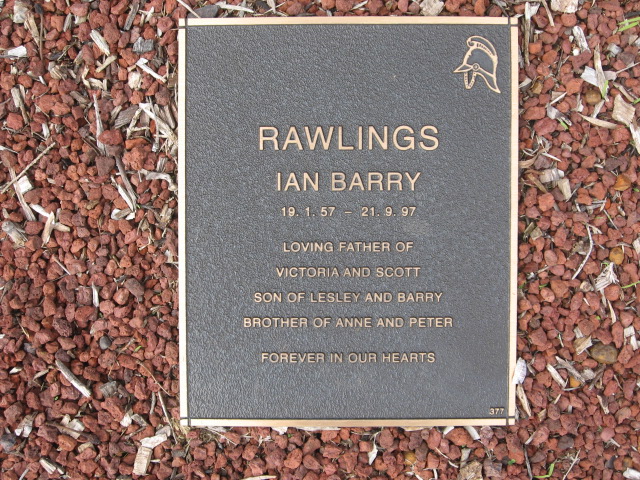 RAWLINGS
IAN BARRY
19. 1. 57 - 21. 9. 97
LOVING FATHER OF
VICTORIA AND SCOTT
SON OF LESLEY AND BARRY
BROTHER OF ANNE AND PETER
FOREVER IN OUR HEARTS
377